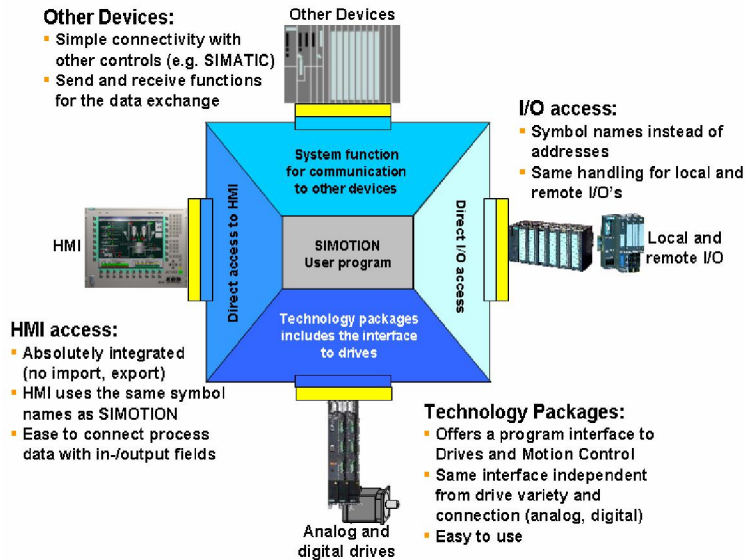 Other Devices:
▪ Simple connectivity with
other controls (e.g. SIMATIC)
▪ Send and receive functions
for the data exchange
Other Devices
I/O access:
▪ Symbol names instead of
addresses
▪ Same handling for local and
remote I/O's
System function
for communication
to other devices
Direct access to HMI
SIMOTION
User program
Direct I/O access
Technology packages
includes the interface
to drives
HMI
Local and
remote I/O
HMI access:
▪ Absolutely integrated
(no import, export)
▪ HMI uses the same symbol
names as SIMOTION
▪ Ease to connect process
data with in-/output fields
Technology Packages:
▪ Offers a program interface to
Drives and Motion Control
▪ Same interface independent
from drive variety and
connection (analog, digital)
▪ Easy to use
Analog and
digital drives